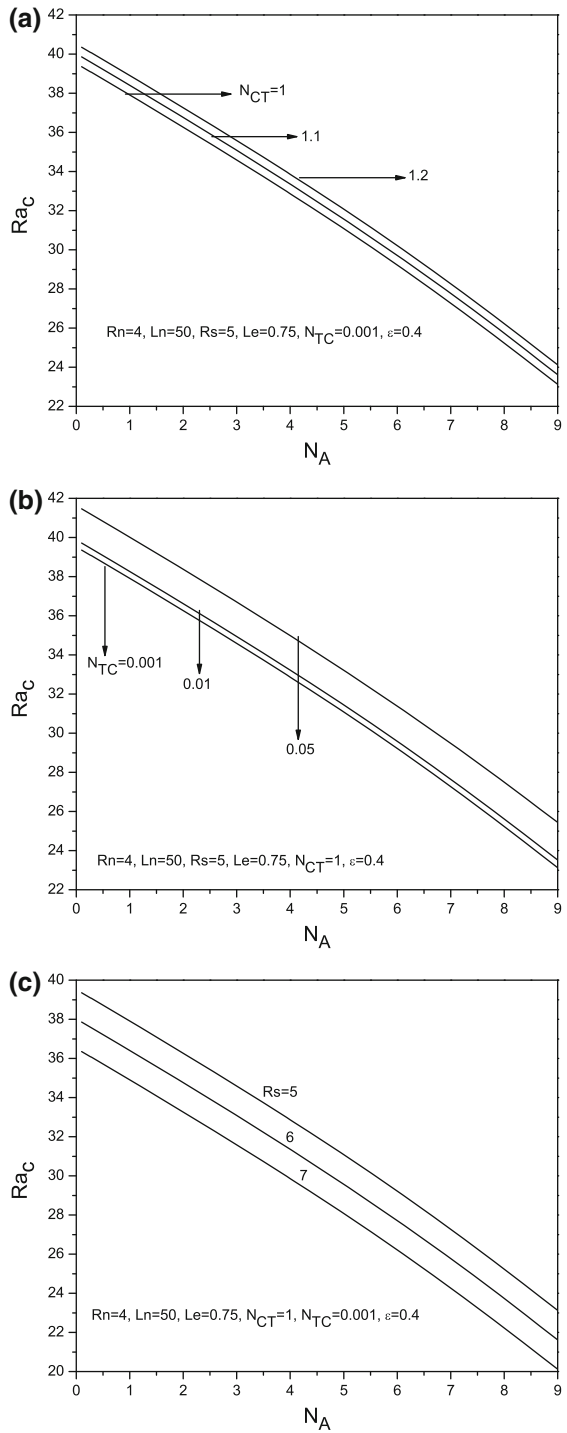 (a)
42
40
38
36
34
32
30
28
26
24
22
Ra_C
N_CT=1
1.1
1.2
Rn=4, Ln=50, Rs=5, Le=0.75, N_TC=0.001, ε=0.4
0 1 2 3 4 5 6 7 8 9
N_A
(b)
42
40
38
36
34
32
30
28
26
24
22
Ra_C
N_TC=0.001
0.01
0.05
Rn=4, Ln=50, Rs=5, Le=0.75, N_CT=1, ε=0.4
0 1 2 3 4 5 6 7 8 9
N_A
(c)
40
38
36
34
32
30
28
26
24
22
20
Ra_C
Rs=5
6
7
Rn=4, Ln=50, Le=0.75, N_CT=1, N_TC=0.001, ε=0.4
0 1 2 3 4 5 6 7 8 9
N_A